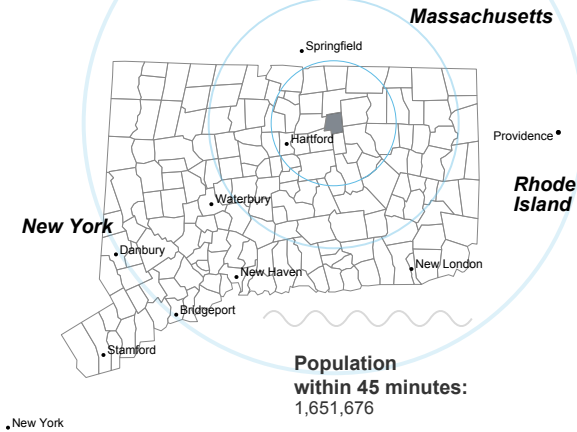 Massachusetts
Springfield
Hartford
Providence
Rhode
Island
Waterbury
New York
Danbury
New Haven
New London
Bridgeport
Stamford
Population
within 45 minutes:
1,651,676
New York